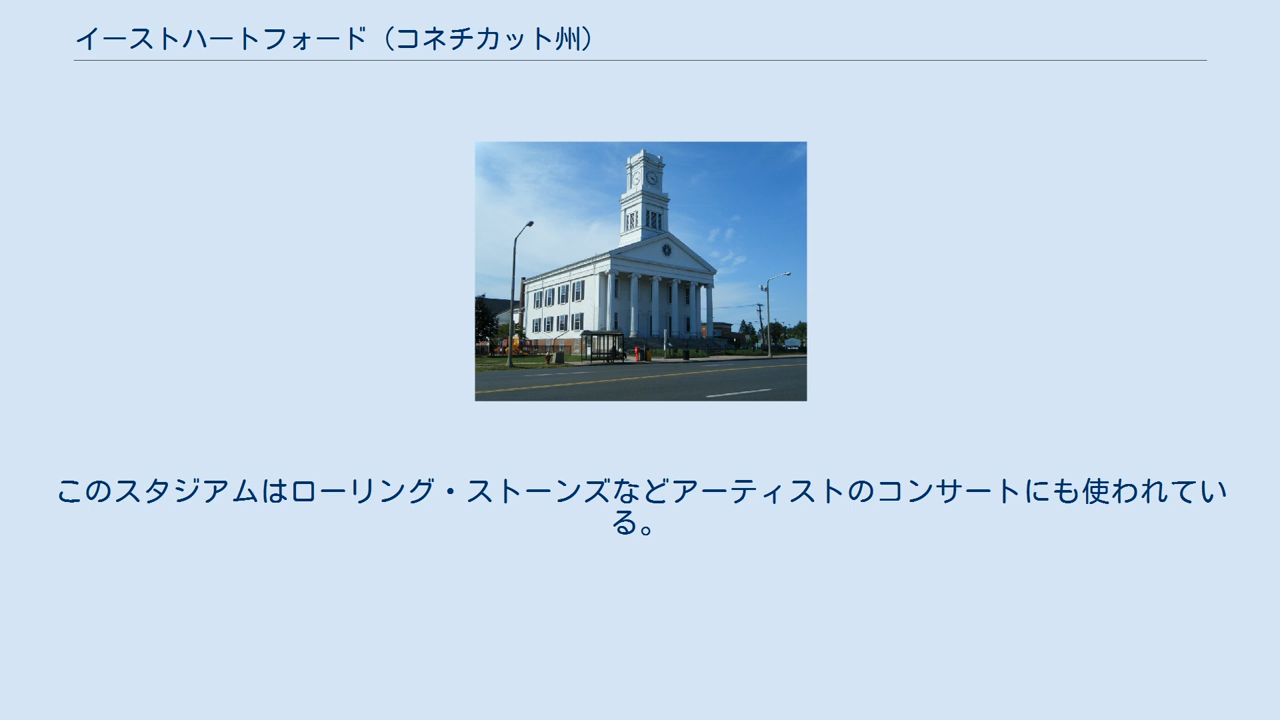 イーストハートフォード（コネチカット州）
このスタジアムはローリング・ストーンズなどアーティストのコンサートにも使われてい
る。